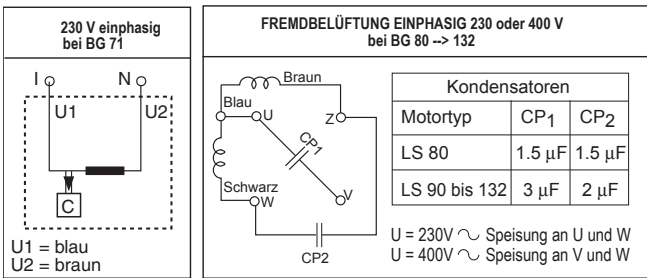 230 V einphasig
bei BG 71
I N
U1 U2
C
U1 = blau
U2 = braun
FREMDBELÜFTUNG EINPHASIG 230 oder 400 V
bei BG 80 --> 132
Braun
Blau
U
Z
CP1
Schwarz
W
V
CP2
Kondensatoren
Motortyp CP1 CP2
LS 80 1.5 µF 1.5 µF
LS 90 bis 132 3 µF 2 µF
U = 230V ∿ Speisung an U und W
U = 400V ∿ Speisung an V und W